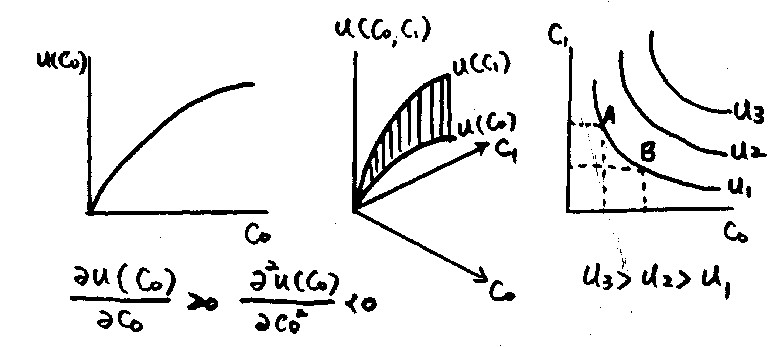 u(C₀)
C₀
∂u(C₀)/∂C₀ >0 ∂²u(C₀)/∂C₀² <0
u(C₀,C₁)
u(C₁)
u(C₀)
C₁
C₀
C₁
A
B
u₃
u₂
u₁
C₀
u₃> u₂> u₁